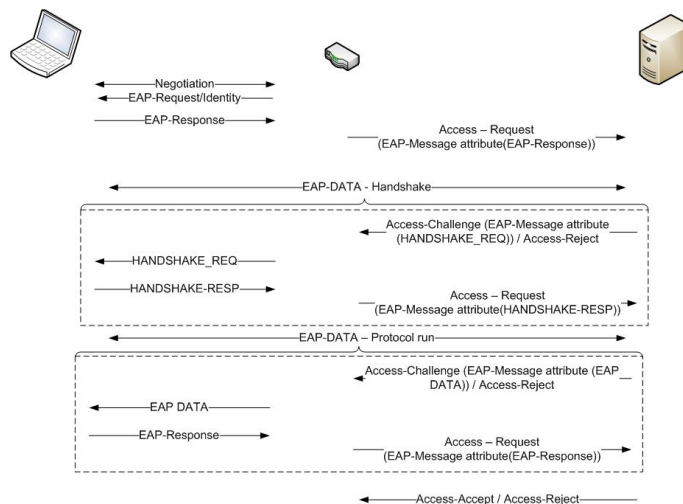 Negotiation
EAP-Request/Identity
EAP-Response
Access – Request
(EAP-Message attribute(EAP-Response))
EAP-DATA - Handshake
Access-Challenge (EAP-Message attribute
(HANDSHAKE_REQ)) / Access-Reject
HANDSHAKE_REQ
HANDSHAKE-RESP
Access – Request
(EAP-Message attribute(HANDSHAKE-RESP))
EAP-DATA – Protocol run
Access-Challenge (EAP-Message attribute (EAP
DATA)) / Access-Reject
EAP DATA
EAP-Response
Access – Request
(EAP-Message attribute(EAP-Response))
Access-Accept / Access-Reject